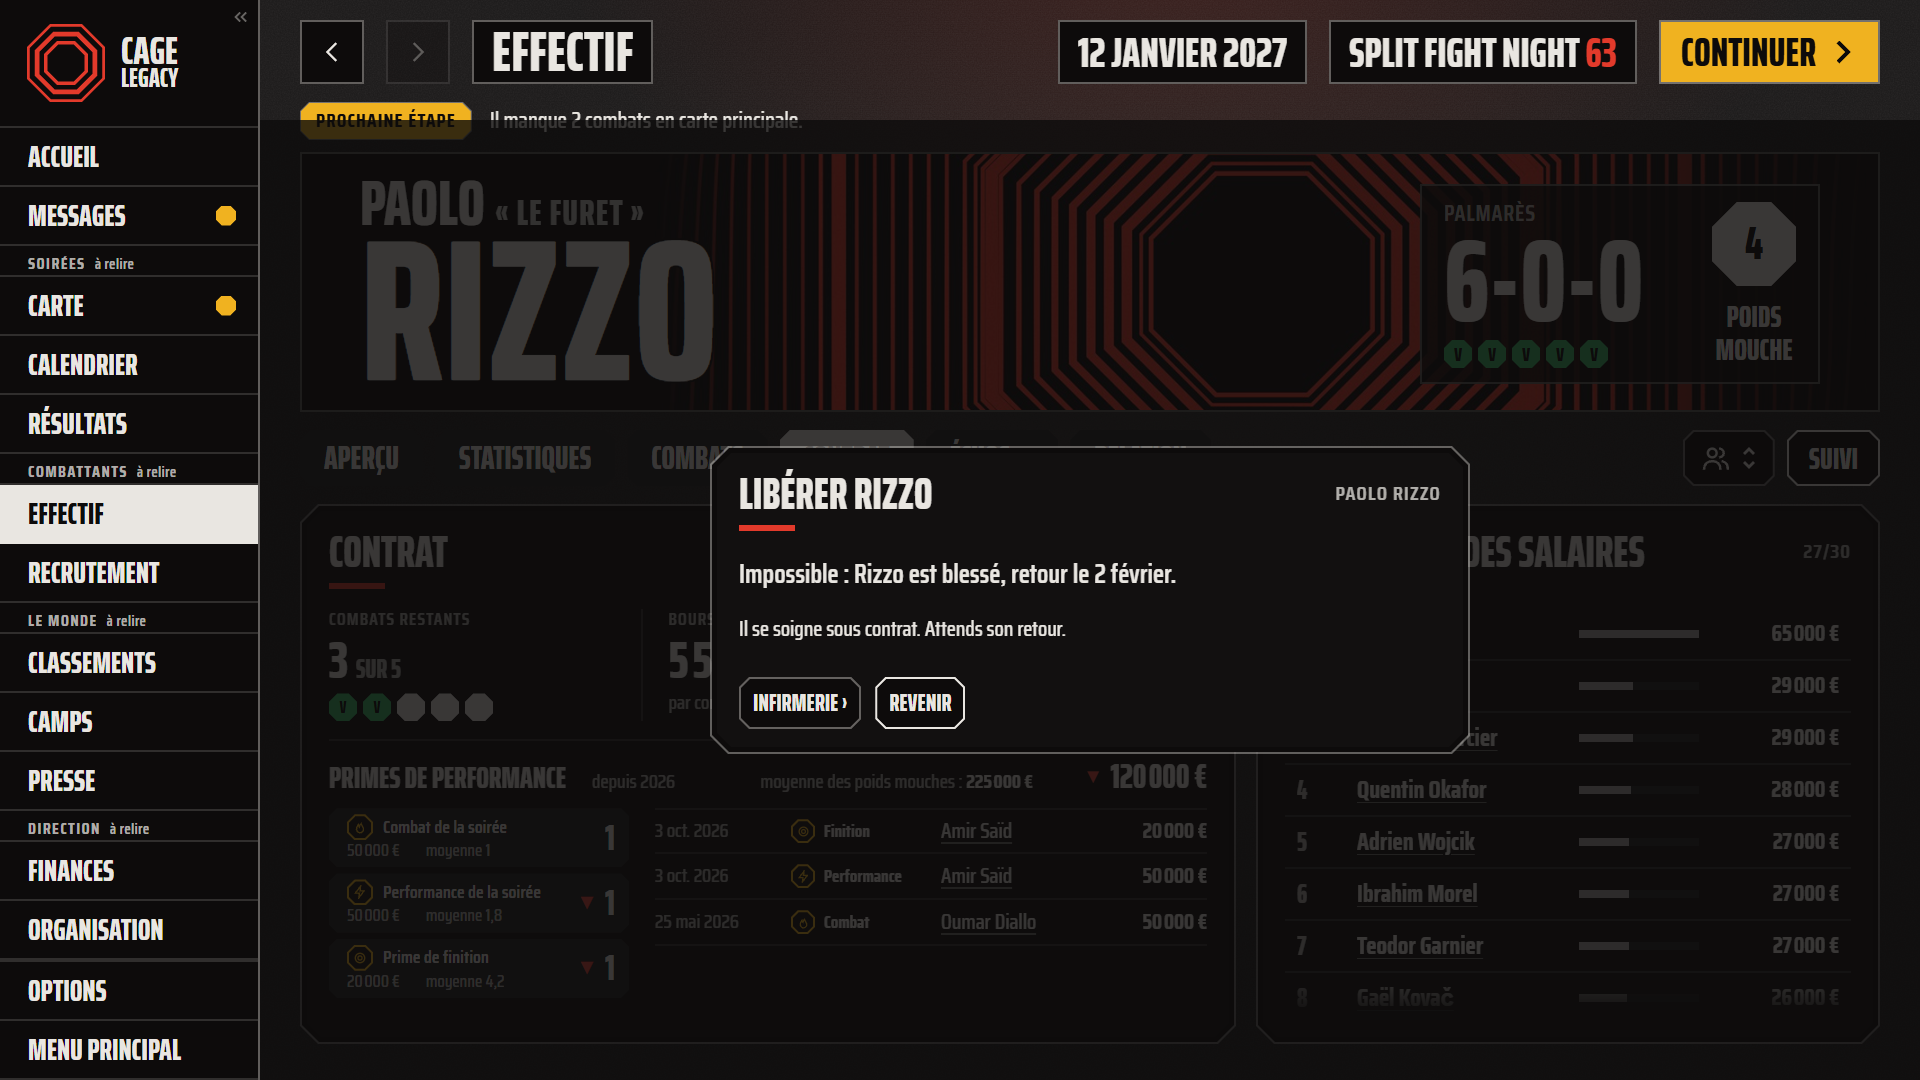 CAGE
LEGACY
«
EFFECTIF
12 JANVIER 2027
SPLIT FIGHT NIGHT 63
CONTINUER
PROCHAINE ÉTAPE
Il manque 2 combats en carte principale.
ACCUEIL
MESSAGES
SOIRÉES à relire
CARTE
CALENDRIER
RÉSULTATS
COMBATTANTS à relire
EFFECTIF
RECRUTEMENT
LE MONDE à relire
CLASSEMENTS
CAMPS
PRESSE
DIRECTION à relire
FINANCES
ORGANISATION
OPTIONS
MENU PRINCIPAL
PAOLO « LE FURET »
RIZZO
PALMARÈS
6-0-0
V V V V V
4
POIDS
MOUCHE
APERÇU
STATISTIQUES
SUIVI
LIBÉRER RIZZO
PAOLO RIZZO
Impossible : Rizzo est blessé, retour le 2 février.
Il se soigne sous contrat. Attends son retour.
INFIRMERIE ›
REVENIR
CONTRAT
COMBATS RESTANTS
3 SUR 5
V V
PRIMES DE PERFORMANCE depuis 2026
moyenne des poids mouches : 225 000 €
▼ 120 000 €
Combat de la soirée
50 000 € moyenne 1
1
Performance de la soirée
50 000 € moyenne 1,8
▼ 1
Prime de finition
20 000 € moyenne 4,2
▼ 1
3 oct. 2026 Finition Amir Saïd 20 000 €
3 oct. 2026 Performance Amir Saïd 50 000 €
25 mai 2026 Combat Oumar Diallo 50 000 €
DES SALAIRES
27/30
65 000 €
29 000 €
29 000 €
4 Quentin Okafor 28 000 €
5 Adrien Wojcik 27 000 €
6 Ibrahim Morel 27 000 €
7 Teodor Garnier 27 000 €
8 Gaël Kovač 26 000 €